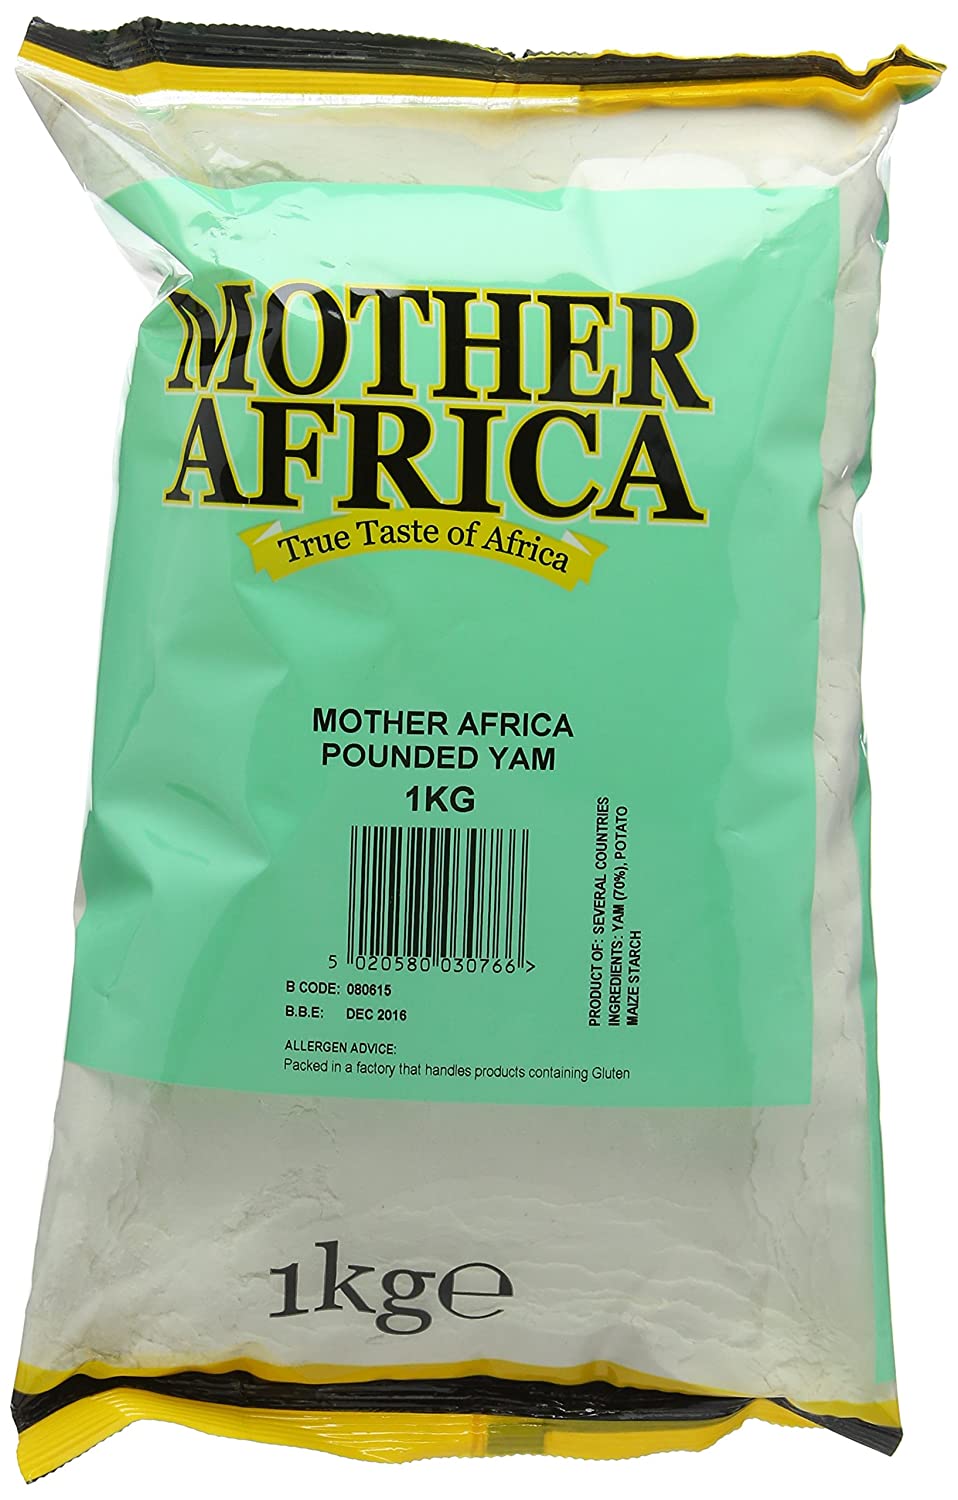 MOTHER
AFRICA
True Taste of Africa
MOTHER AFRICA
POUNDED YAM
1KG
5 020580 030766 >
B CODE: 080615
B.B.E: DEC 2016
ALLERGEN ADVICE:
Packed in a factory that handles products containing Gluten
PRODUCT OF: SEVERAL COUNTRIES
INGREDIENTS: YAM (70%), POTATO
MAIZE STARCH
1kg℮